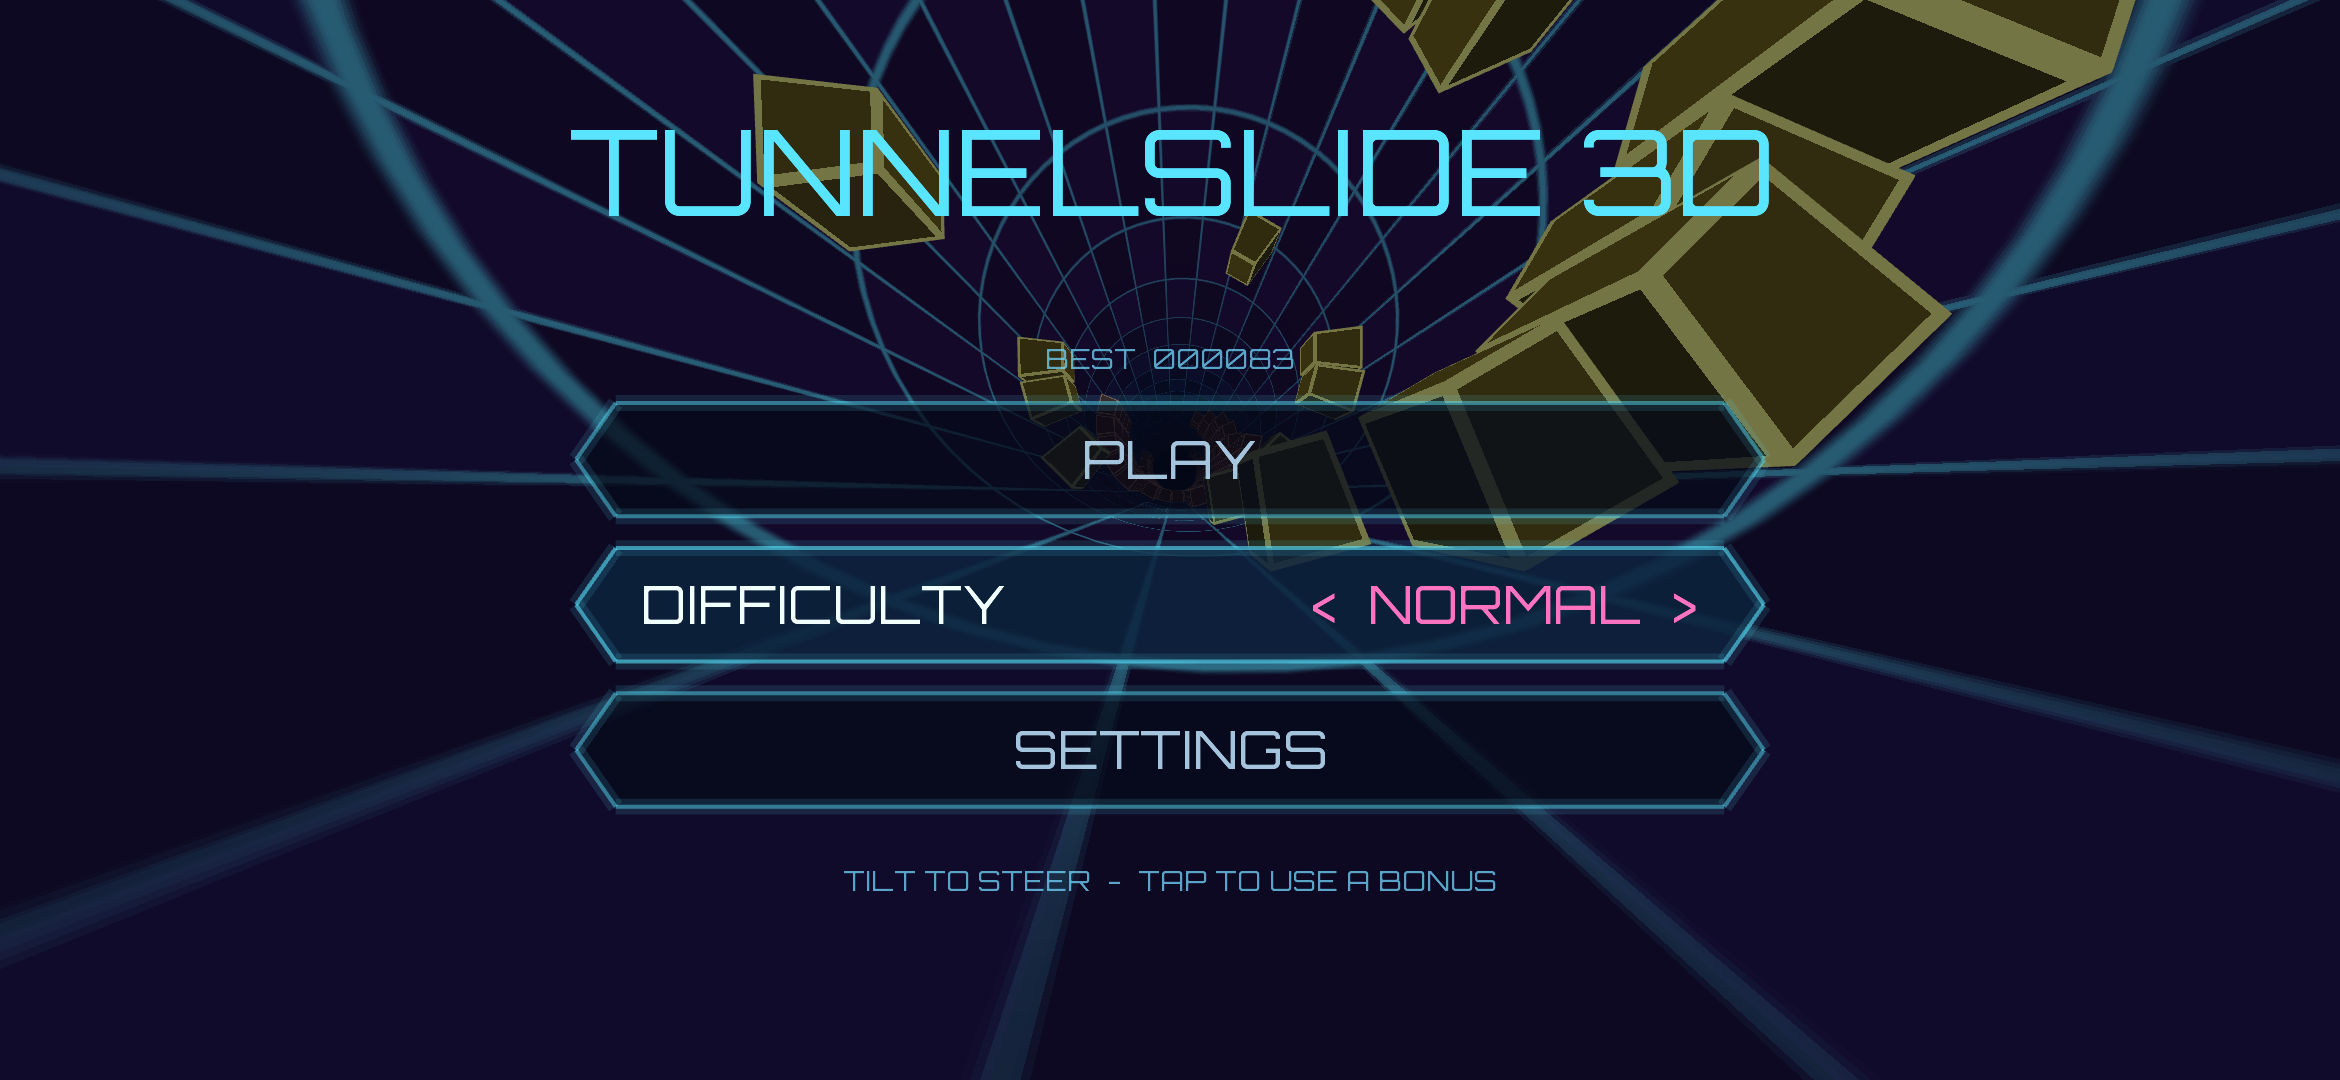 TUNNELSLIDE 3D
BEST 000083
PLAY
DIFFICULTY < NORMAL >
SETTINGS
TILT TO STEER - TAP TO USE A BONUS